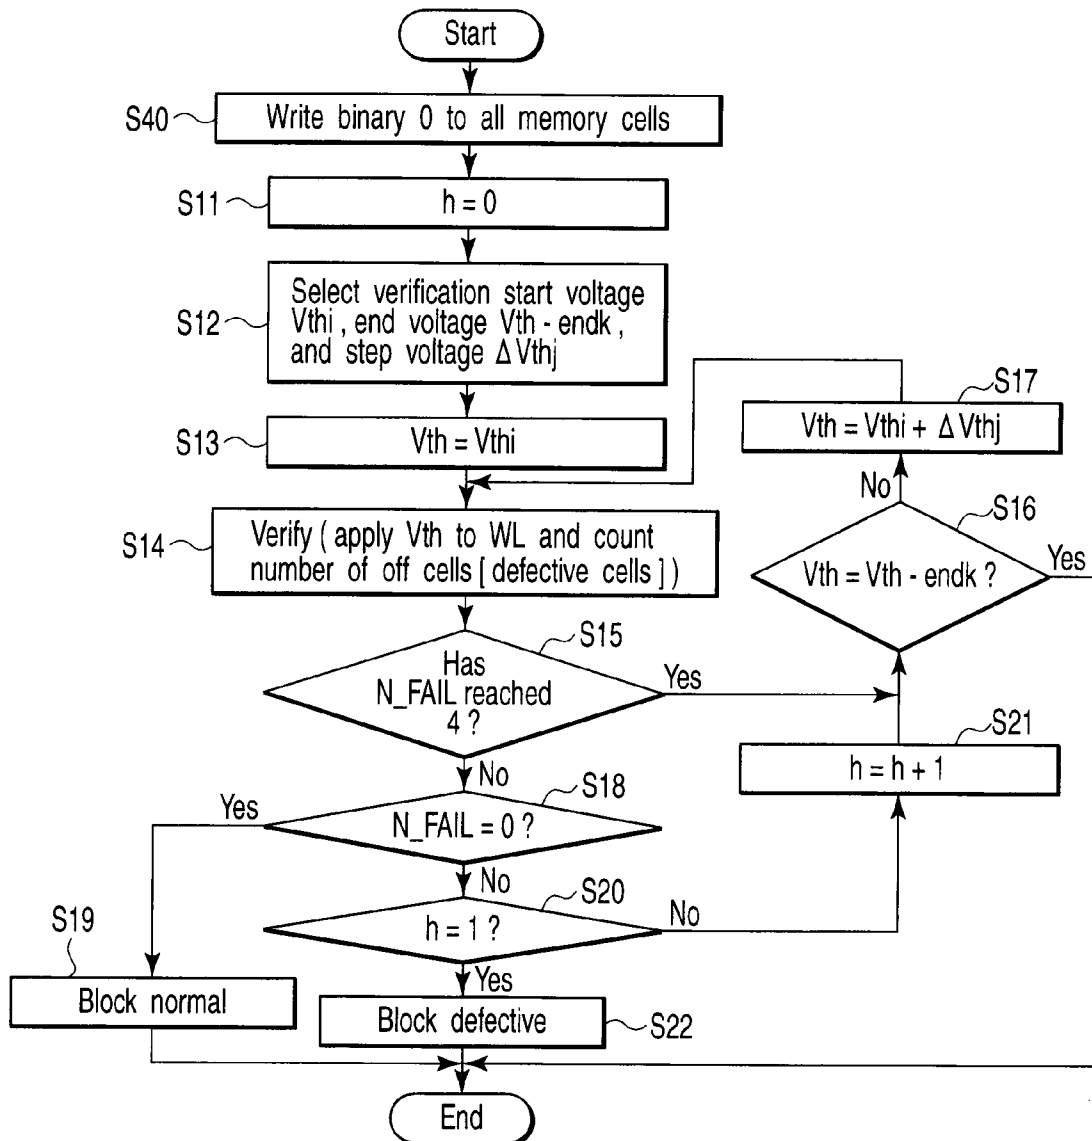 Start
S40
Write binary 0 to all memory cells
S11
h = 0
S12
Select verification start voltage
Vthi , end voltage Vth - endk ,
and step voltage Δ Vthj
S17
Vth = Vthi + Δ Vthj
S13
Vth = Vthi
No
S16
S14
Verify ( apply Vth to WL and count
number of off cells [ defective cells ] )
Vth = Vth - endk ?
Yes
S15
Has
N_FAIL reached
4 ?
Yes
S21
h = h + 1
No
S18
Yes
N_FAIL = 0 ?
No
S20
h = 1 ?
No
S19
Yes
Block normal
Block defective
S22
End